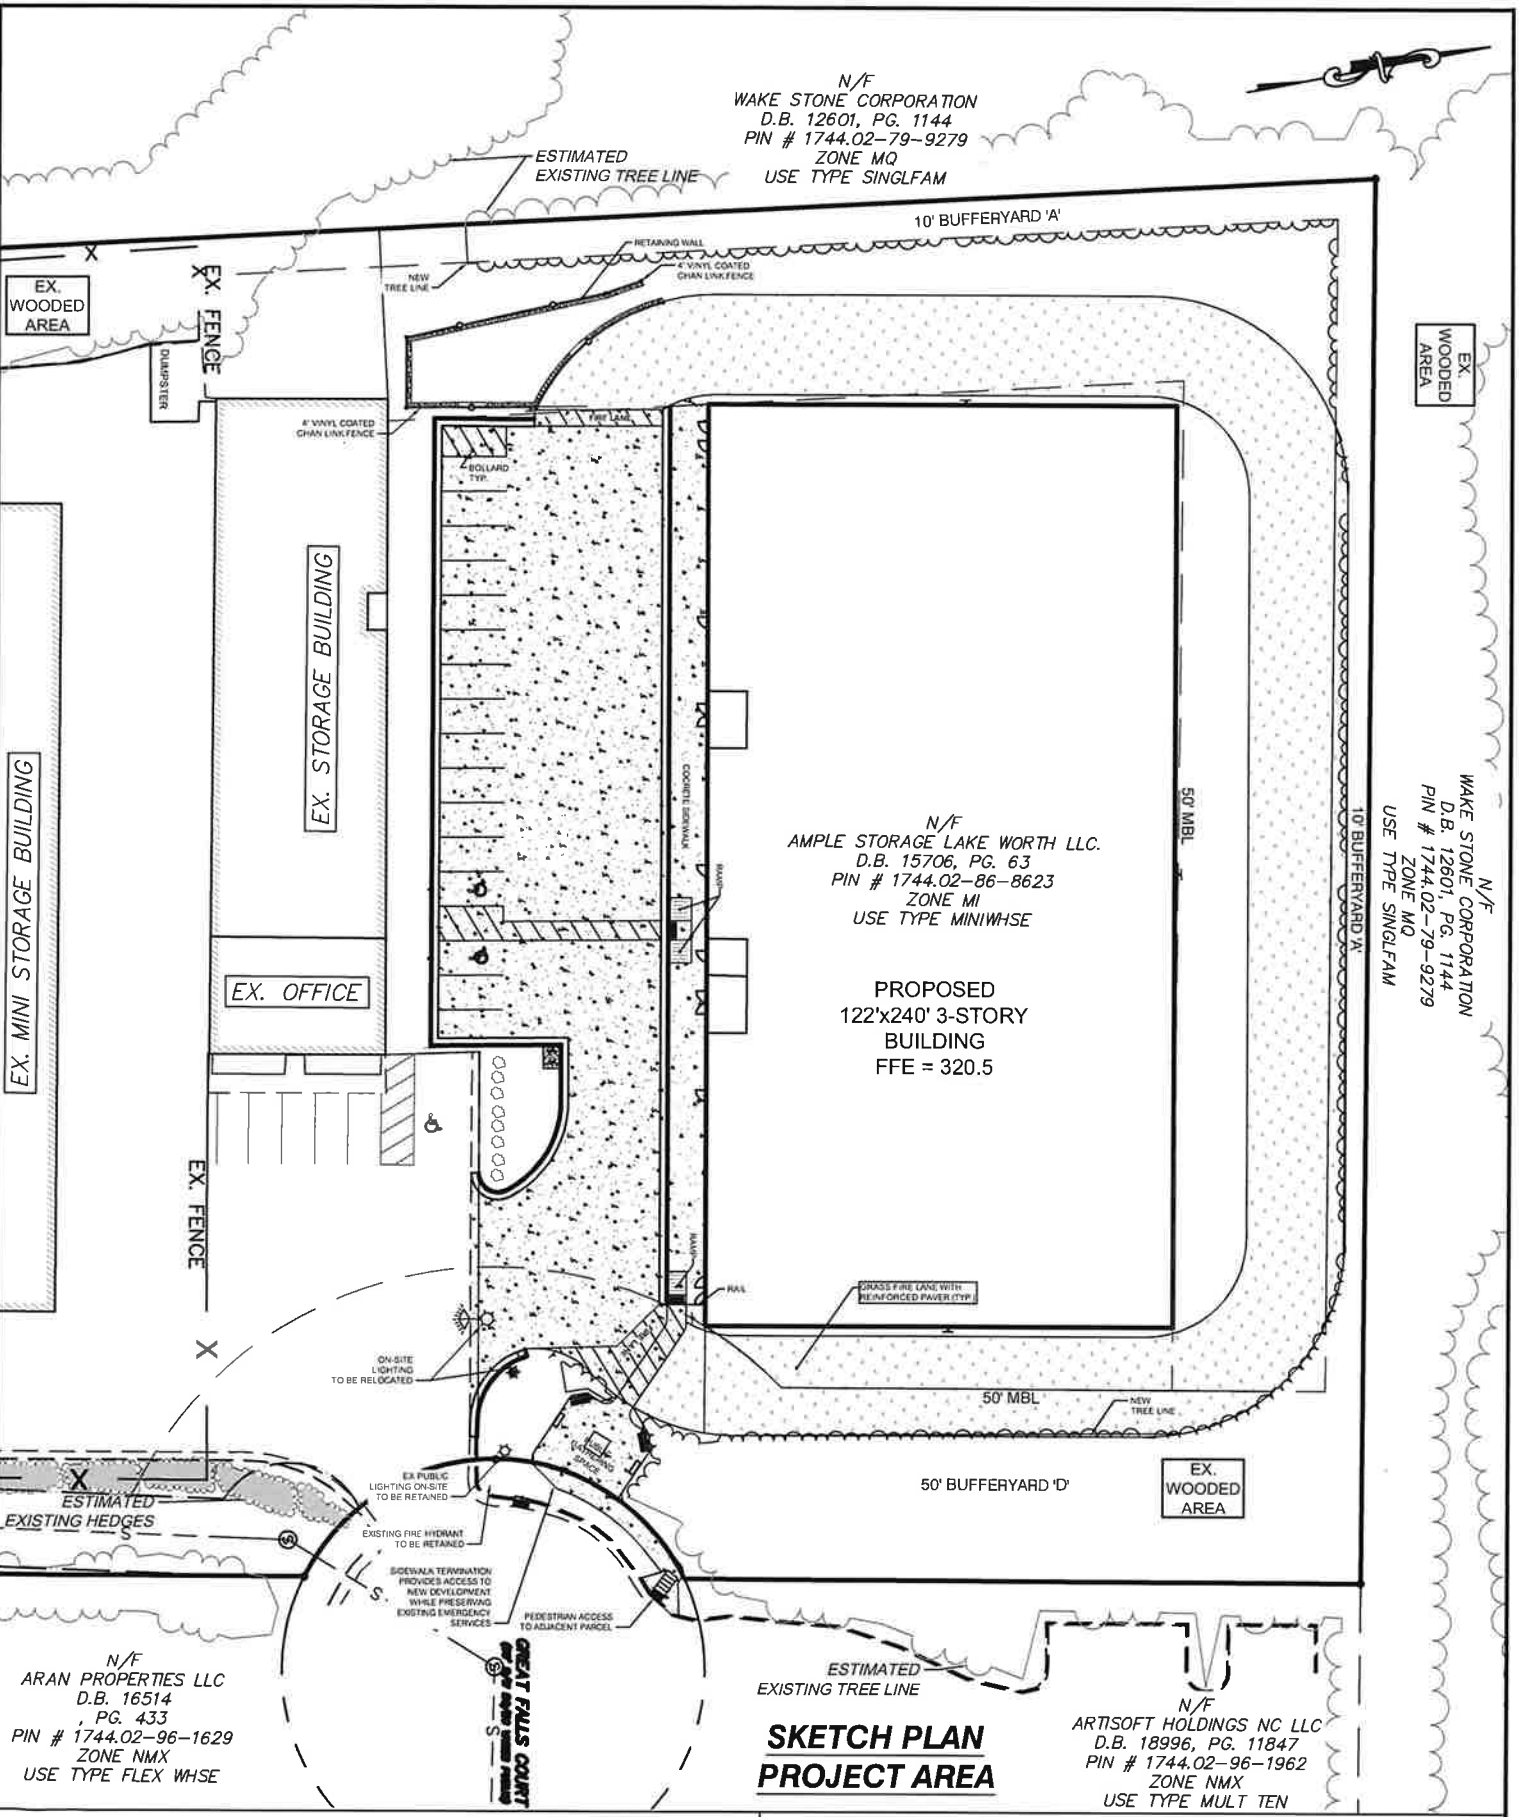 N/F
WAKE STONE CORPORATION
D.B. 12601, PG. 1144
PIN # 1744.02-79-9279
ZONE MQ
USE TYPE SINGLFAM
ESTIMATED
EXISTING TREE LINE
10' BUFFERYARD 'A'
RETAINING WALL
4' VINYL COATED
CHAN LINK FENCE
NEW
TREE LINE
X
X
EX.
WOODED
AREA
EX. FENCE
DUMPSTER
EX.
WOODED
AREA
4' VINYL COATED
CHAN LINK FENCE
FIRE LANE
BOLLARD
TYP.
EX. STORAGE BUILDING
EX. MINI STORAGE BUILDING
COCRETE SIDEWALK
RAMP
50' MBL
10' BUFFERYARD 'A'
N/F
WAKE STONE CORPORATION
D.B. 12601, PG. 1144
PIN # 1744.02-79-9279
ZONE MQ
USE TYPE SINGLFAM
N/F
AMPLE STORAGE LAKE WORTH LLC.
D.B. 15706, PG. 63
PIN # 1744.02-86-8623
ZONE MI
USE TYPE MINIWHSE
PROPOSED
122'x240' 3-STORY
BUILDING
FFE = 320.5
EX. OFFICE
EX. FENCE
X
RAMP
RAIL
GRASS FIRE LANE WITH
REINFORCED PAVER (TYP.)
ON-SITE
LIGHTING
TO BE RELOCATED
50' MBL
NEW
TREE LINE
GATHERING
SPACE
50' BUFFERYARD 'D'
EX.
WOODED
AREA
X
ESTIMATED
EXISTING HEDGES
S
S
EX PUBLIC
LIGHTING ON-SITE
TO BE RETAINED
EXISTING FIRE HYDRANT
TO BE RETAINED
SIDEWALK TERMINATION
PROVIDES ACCESS TO
NEW DEVELOPMENT
WHILE PRESERVING
EXISTING EMERGENCY
SERVICES
S
PEDESTRIAN ACCESS
TO ADJACENT PARCEL
S
S
GREAT FALLS COURT
N/F
ARAN PROPERTIES LLC
D.B. 16514
, PG. 433
PIN # 1744.02-96-1629
ZONE NMX
USE TYPE FLEX WHSE
ESTIMATED
EXISTING TREE LINE
SKETCH PLAN
PROJECT AREA
N/F
ARTISOFT HOLDINGS NC LLC
D.B. 18996, PG. 11847
PIN # 1744.02-96-1962
ZONE NMX
USE TYPE MULT TEN